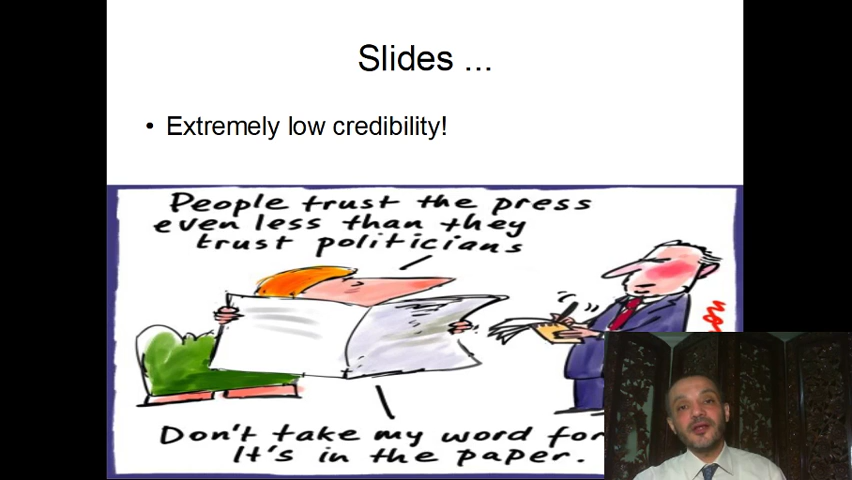 Slides ...
• Extremely low credibility!
People trust the press
even less than they
trust politicians
Don't take my word for
It's in the paper.